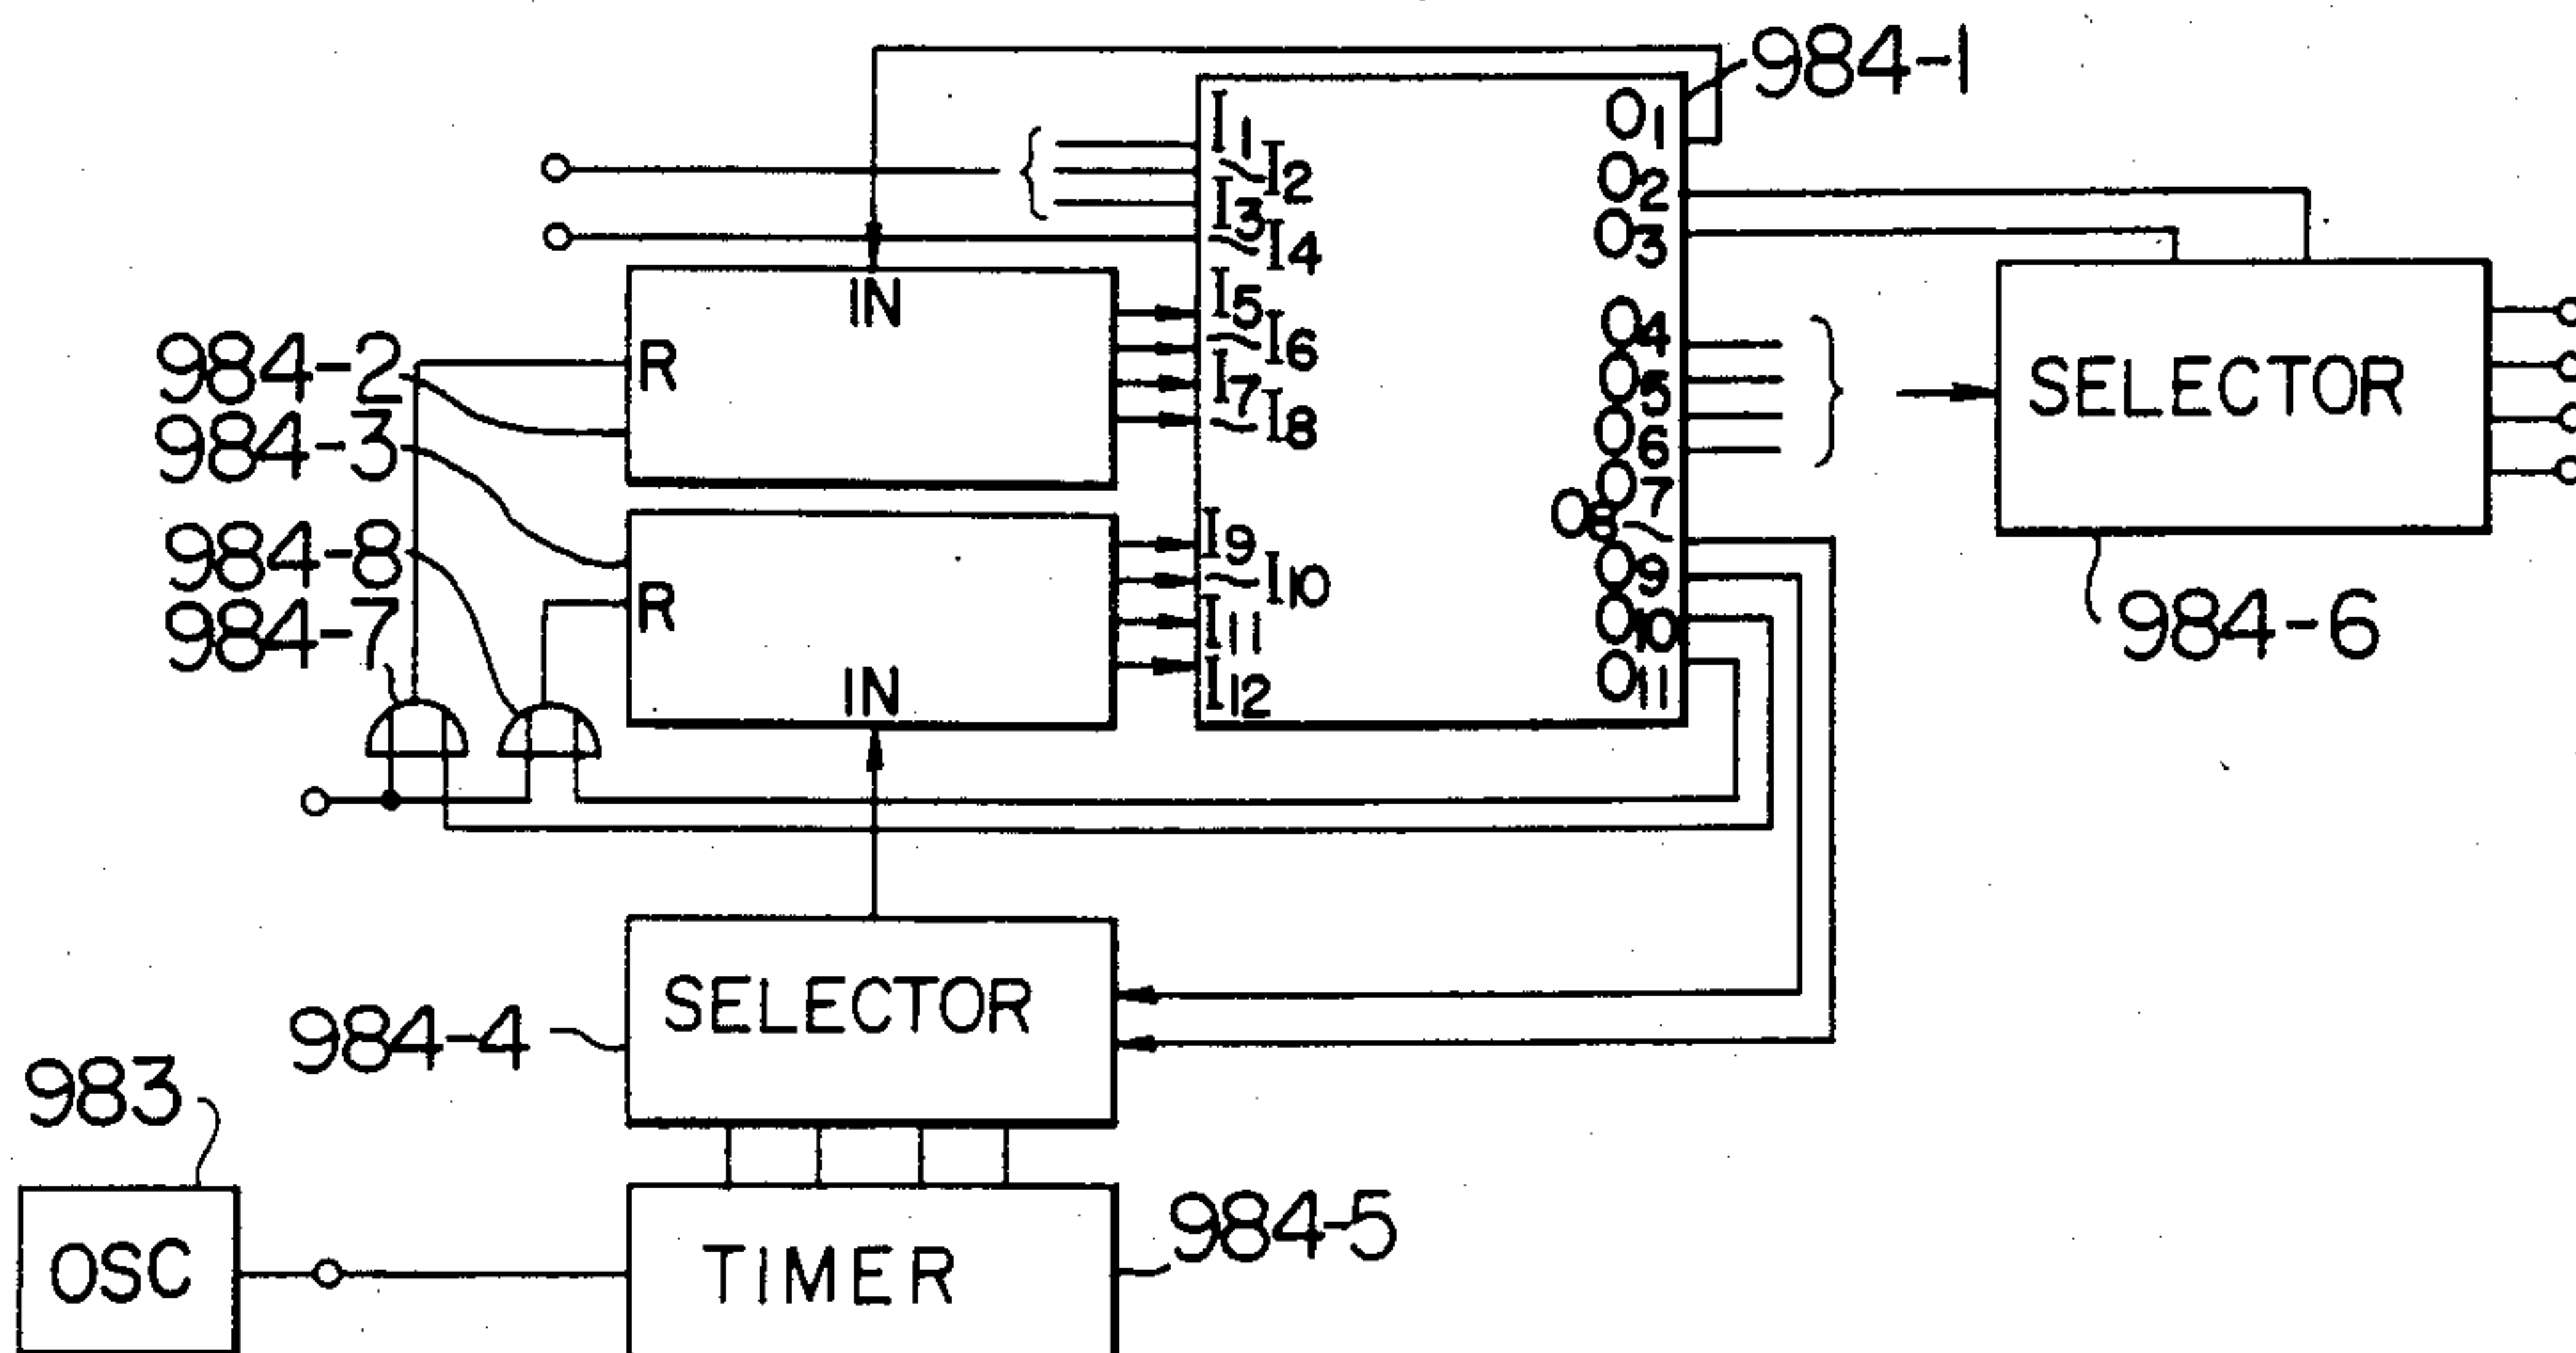 984-1
I1
I2
I3
I4
I5
I6
I7
I8
I9
I10
I11
I12
O1
O2
O3
O4
O5
O6
O7
O8
O9
O10
O11
IN
R
984-2
984-3
984-8
984-7
R
IN
SELECTOR
984-6
SELECTOR
984-4
983
OSC
TIMER
984-5